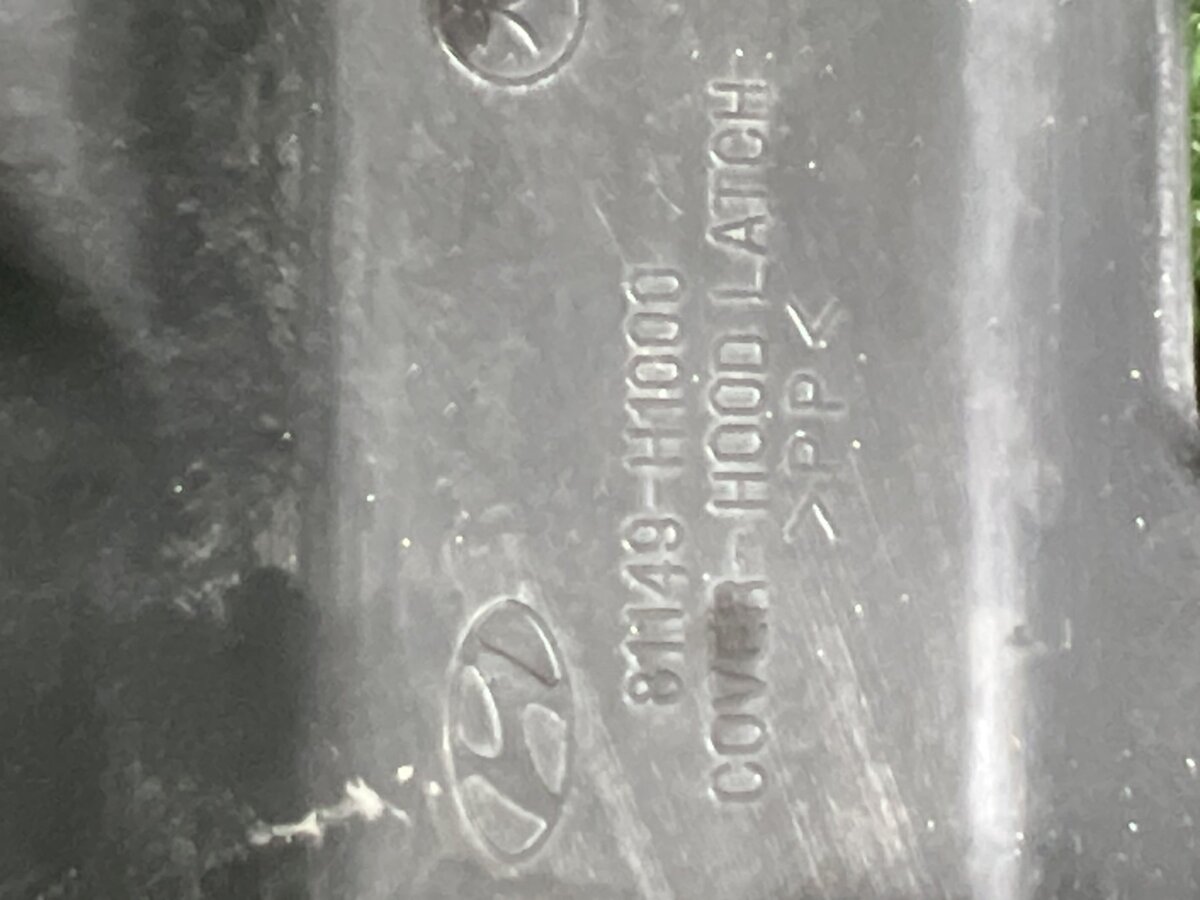 81149-H1000
COVER-HOOD LATCH
>PP<